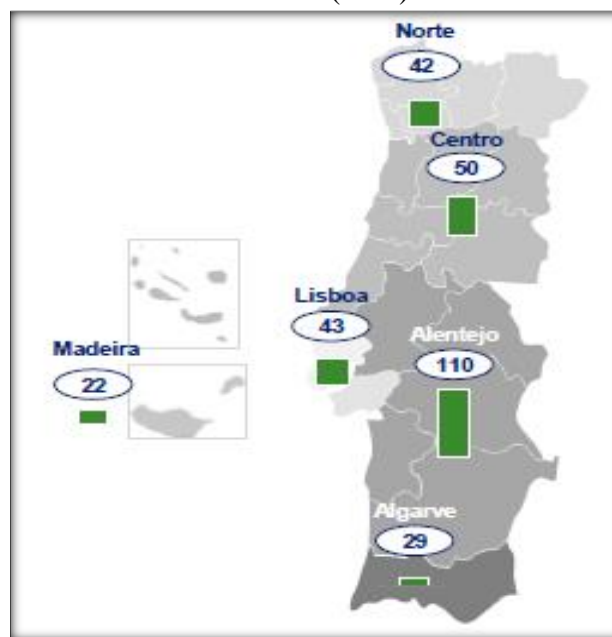 Norte
42
Centro
50
Lisboa
43
Alentejo
110
Madeira
22
Algarve
29